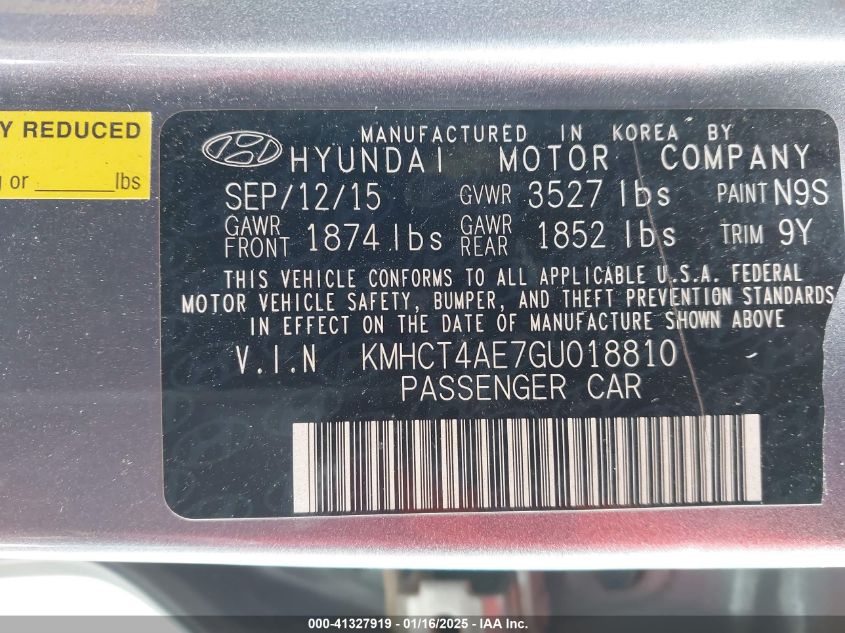 Y REDUCED
or ______ lbs
MANUFACTURED IN KOREA BY
HYUNDAI MOTOR COMPANY
SEP/12/15 GVWR 3527 lbs PAINT N9S
GAWR FRONT 1874 lbs GAWR REAR 1852 lbs TRIM 9Y
THIS VEHICLE CONFORMS TO ALL APPLICABLE U.S.A. FEDERAL
MOTOR VEHICLE SAFETY, BUMPER, AND THEFT PREVENTION STANDARDS
IN EFFECT ON THE DATE OF MANUFACTURE SHOWN ABOVE
V.I.N KMHCT4AE7GU018810
PASSENGER CAR
000-41327919 - 01/16/2025 - IAA Inc.